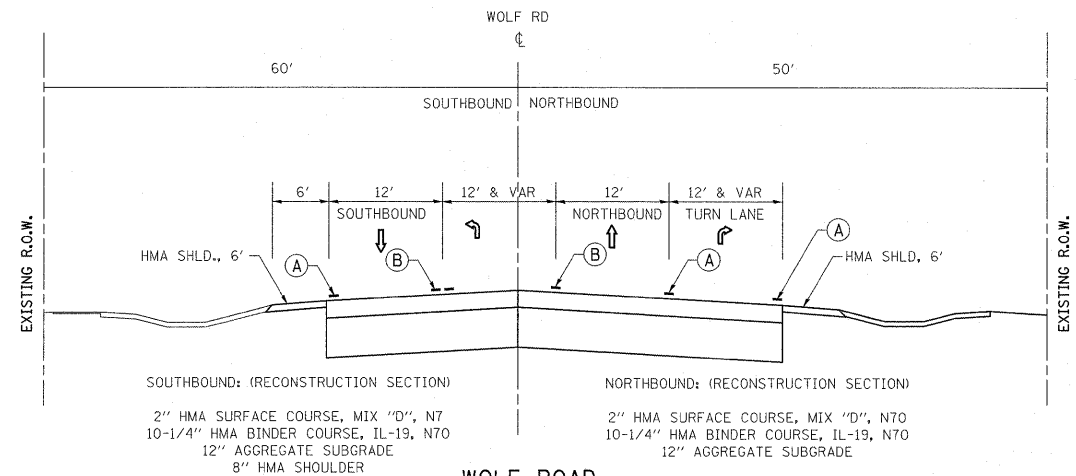 WOLF RD
℄
60' 50'
SOUTHBOUND NORTHBOUND
6' 12' 12' & VAR 12' 12' & VAR
SOUTHBOUND NORTHBOUND TURN LANE
HMA SHLD., 6' A B B A A HMA SHLD, 6'
EXISTING R.O.W.
EXISTING R.O.W.
SOUTHBOUND: (RECONSTRUCTION SECTION)
2" HMA SURFACE COURSE, MIX "D", N7
10-1/4" HMA BINDER COURSE, IL-19, N70
12" AGGREGATE SUBGRADE
8" HMA SHOULDER
NORTHBOUND: (RECONSTRUCTION SECTION)
2" HMA SURFACE COURSE, MIX "D", N70
10-1/4" HMA BINDER COURSE, IL-19, N70
12" AGGREGATE SUBGRADE
WOLF ROAD